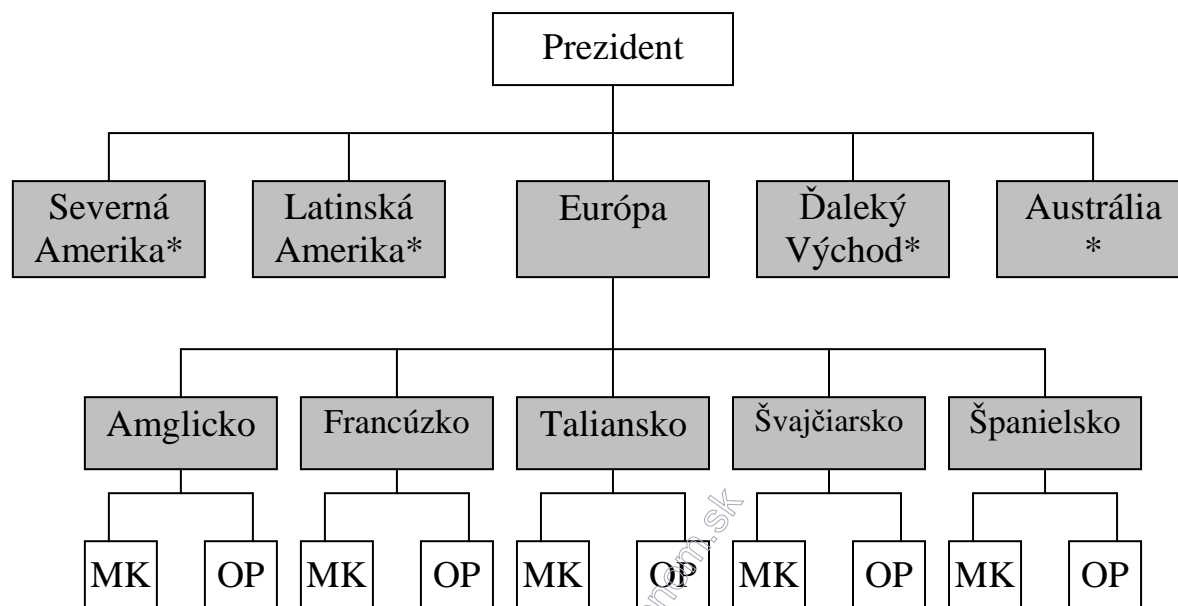 Prezident
Severná
Amerika*
Latinská
Amerika*
Európa
Ďaleký
Východ*
Austrália
*
Amglicko
Francúzko
Taliansko
Švajčiarsko
Španielsko
MK
OP
MK
OP
MK
OP
MK
OP
MK
OP